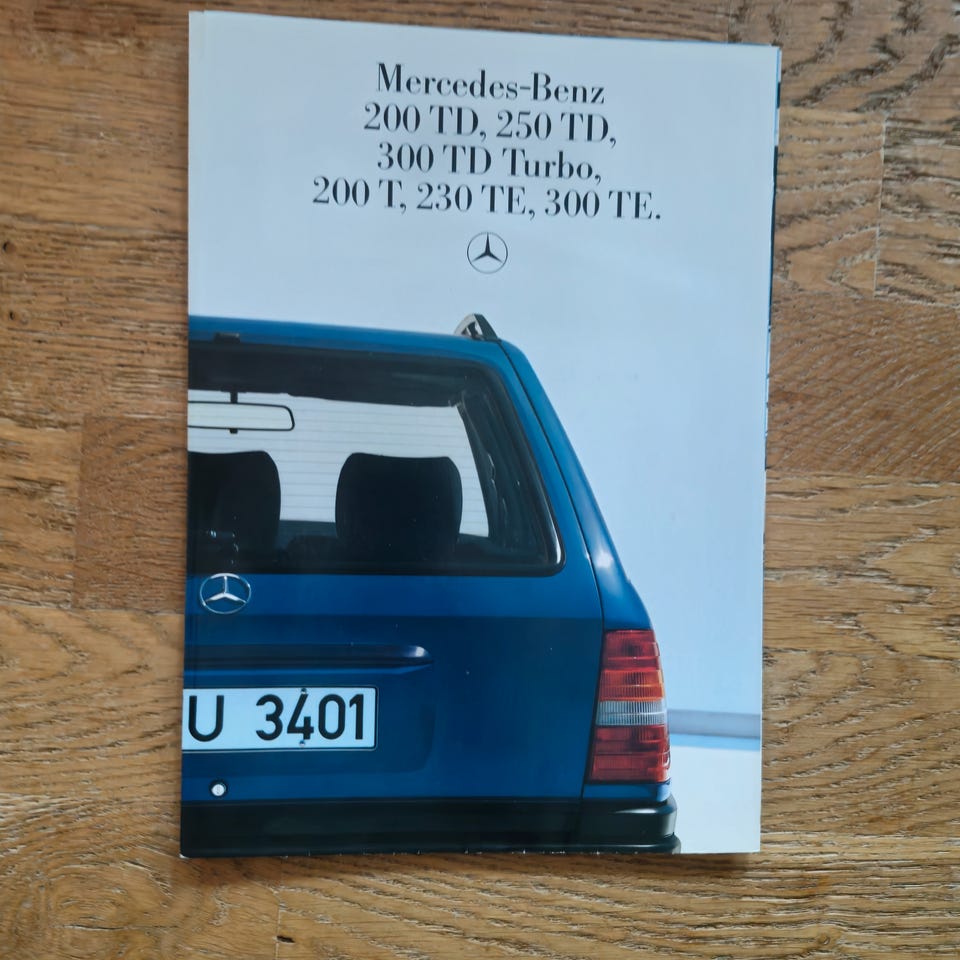 Mercedes-Benz
200 TD, 250 TD,
300 TD Turbo,
200 T, 230 TE, 300 TE.
U 3401